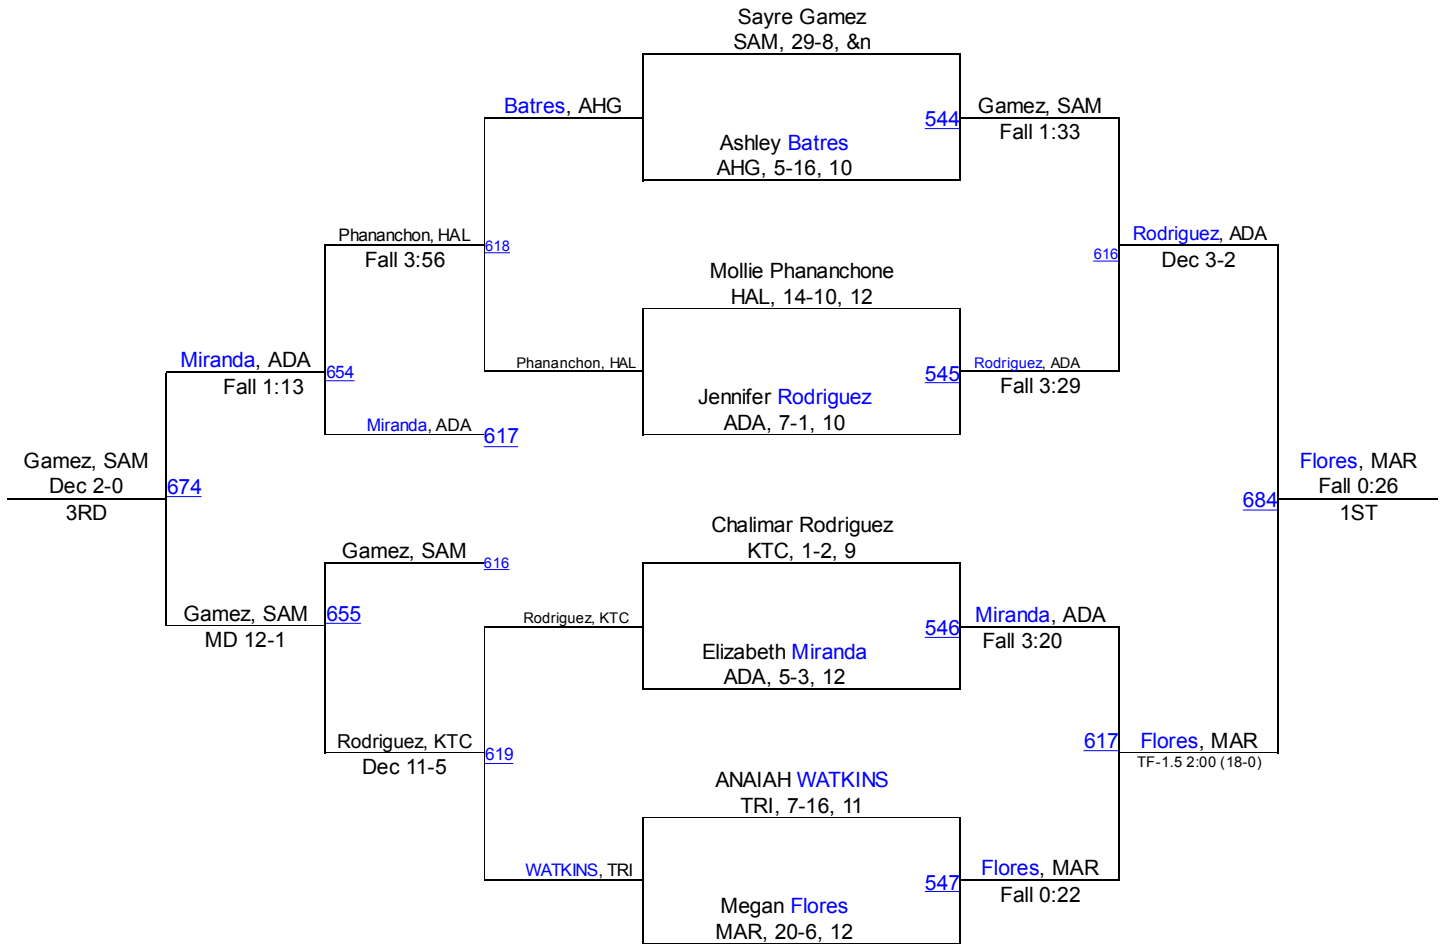 Sayre Gamez
SAM, 29-8, &n
Batres, AHG
544
Gamez, SAM
Fall 1:33
Ashley Batres
AHG, 5-16, 10
Phananchon, HAL
Fall 3:56
618
616
Rodriguez, ADA
Dec 3-2
Mollie Phananchone
HAL, 14-10, 12
Miranda, ADA
Fall 1:13
654
Phananchon, HAL
545
Rodriguez, ADA
Fall 3:29
Jennifer Rodriguez
ADA, 7-1, 10
Miranda, ADA
617
Gamez, SAM
Dec 2-0
3RD
674
684
Flores, MAR
Fall 0:26
1ST
Chalimar Rodriguez
KTC, 1-2, 9
Gamez, SAM
616
Gamez, SAM
MD 12-1
655
Rodriguez, KTC
546
Miranda, ADA
Fall 3:20
Elizabeth Miranda
ADA, 5-3, 12
Rodriguez, KTC
Dec 11-5
619
617
Flores, MAR
TF-1.5 2:00 (18-0)
ANAIAH WATKINS
TRI, 7-16, 11
WATKINS, TRI
547
Flores, MAR
Fall 0:22
Megan Flores
MAR, 20-6, 12